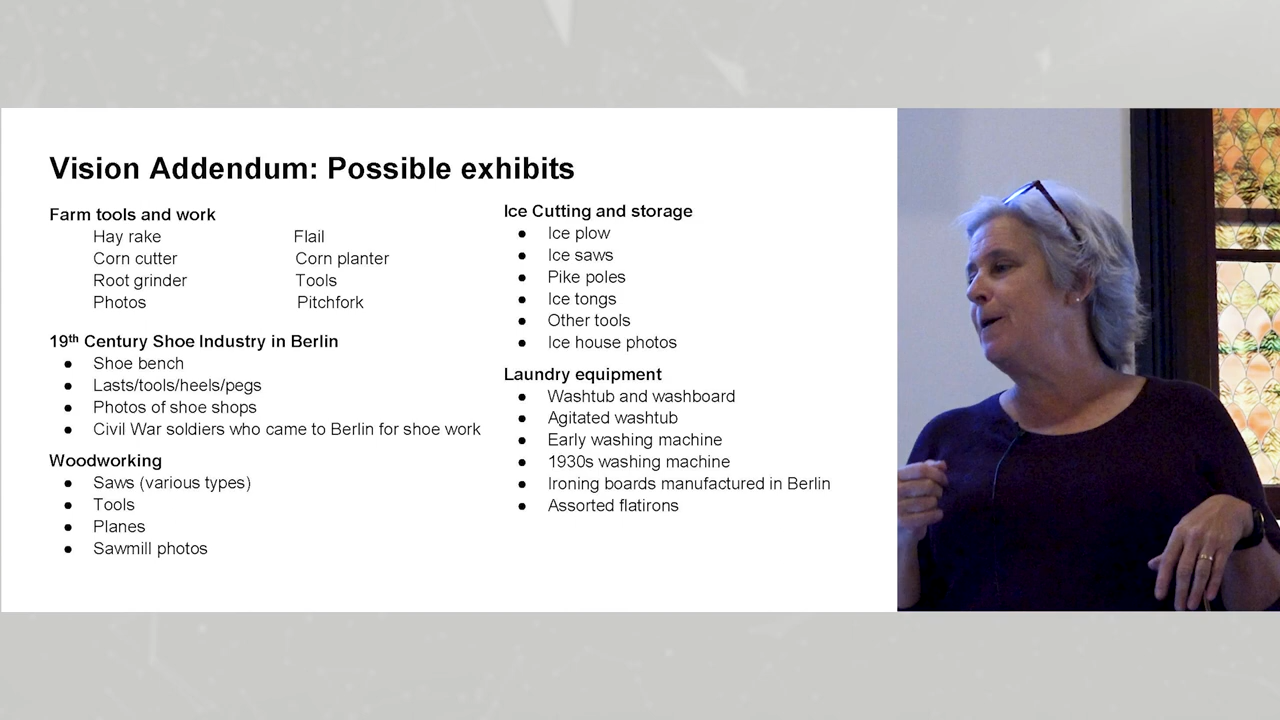 Vision Addendum: Possible exhibits
Farm tools and work
Hay rake Flail
Corn cutter Corn planter
Root grinder Tools
Photos Pitchfork
19th Century Shoe Industry in Berlin
● Shoe bench
● Lasts/tools/heels/pegs
● Photos of shoe shops
● Civil War soldiers who came to Berlin for shoe work
Woodworking
● Saws (various types)
● Tools
● Planes
● Sawmill photos
Ice Cutting and storage
● Ice plow
● Ice saws
● Pike poles
● Ice tongs
● Other tools
● Ice house photos
Laundry equipment
● Washtub and washboard
● Agitated washtub
● Early washing machine
● 1930s washing machine
● Ironing boards manufactured in Berlin
● Assorted flatirons